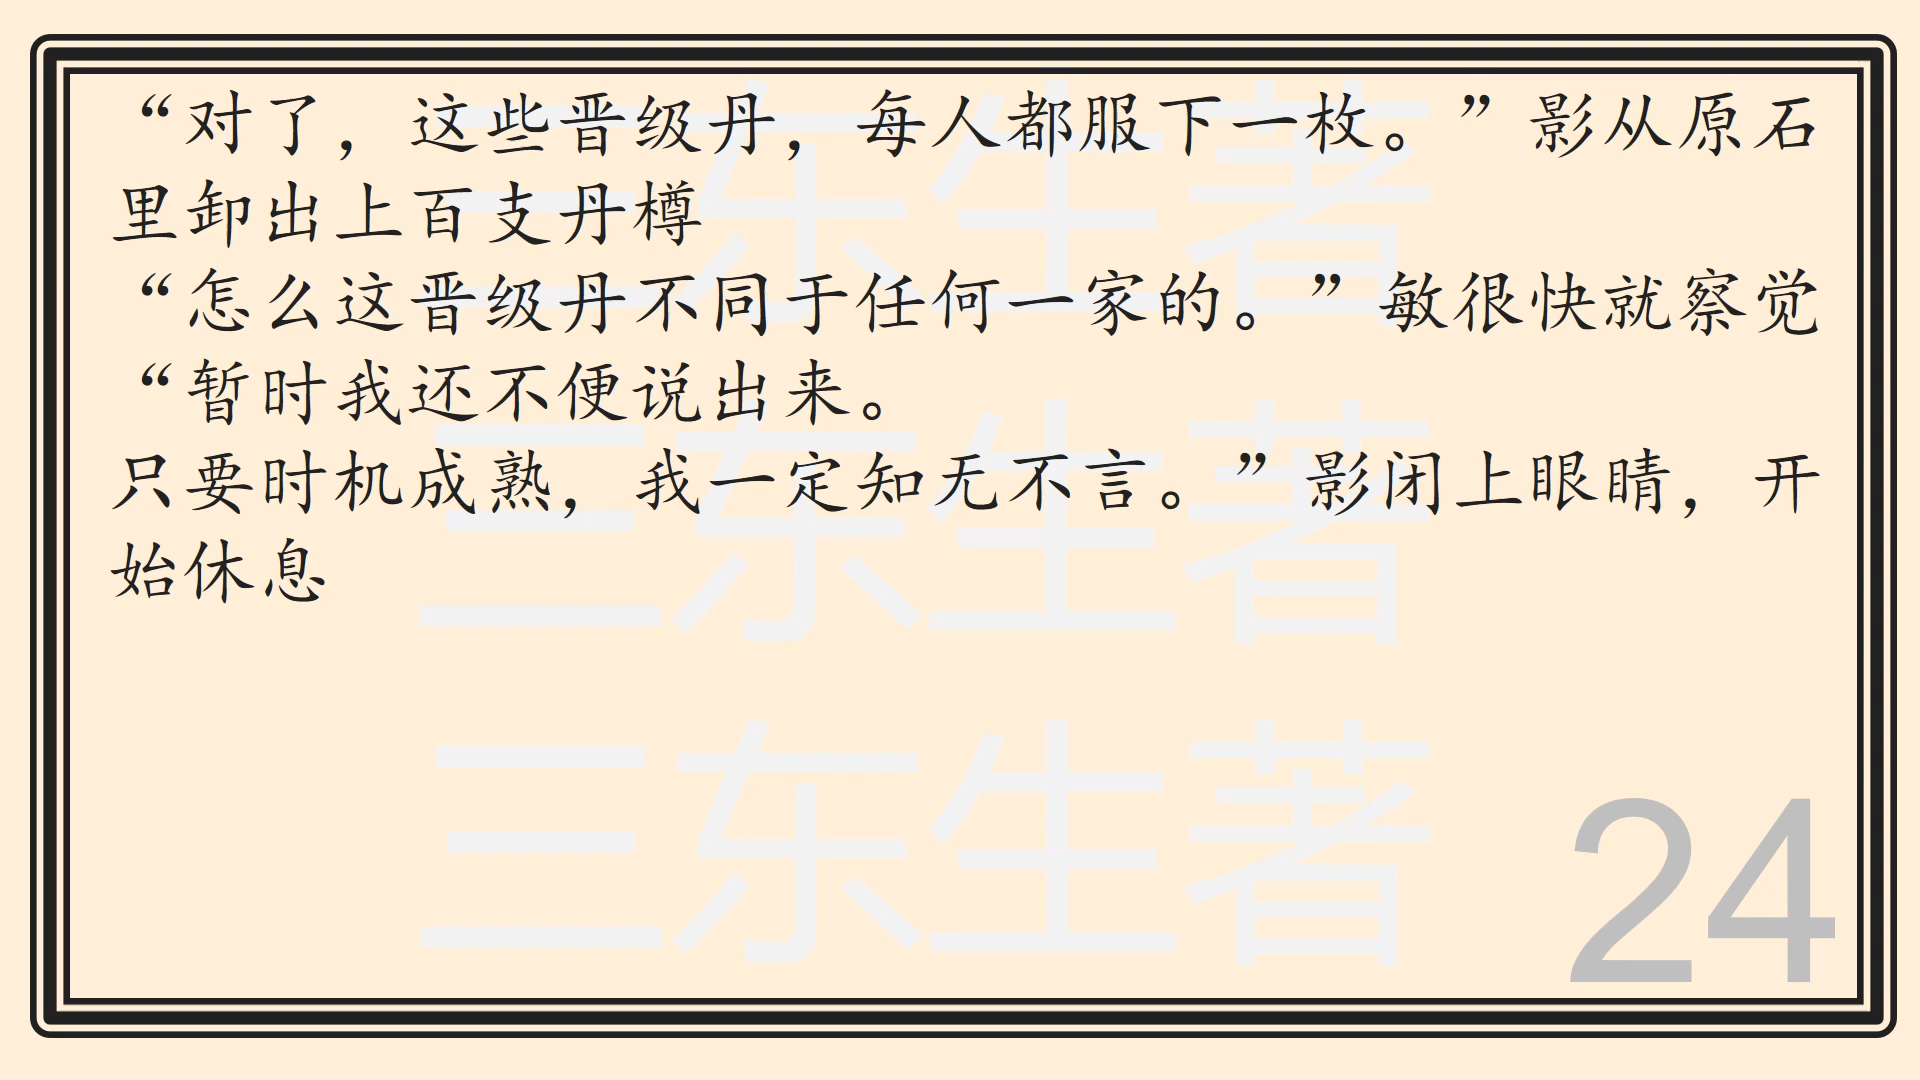 “对了，这些晋级丹，每人都服下一枚。”影从原石
里卸出上百支丹樽
“怎么这晋级丹不同于任何一家的。”敏很快就察觉
“暂时我还不便说出来。
只要时机成熟，我一定知无不言。”影闭上眼睛，开
始休息
三东生著
三东生著
三东生著
24